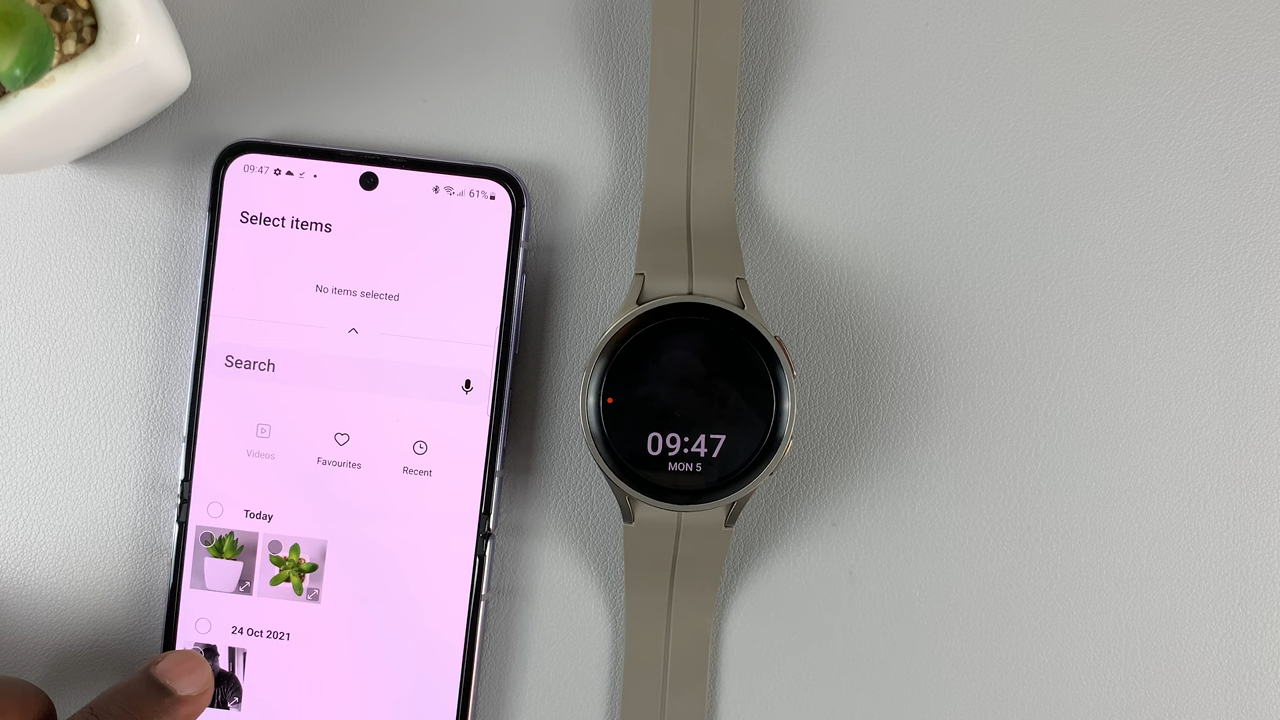 09:47
61%
Select items
No items selected
Search
Videos
Favourites
Recent
Today
24 Oct 2021
09:47
MON 5